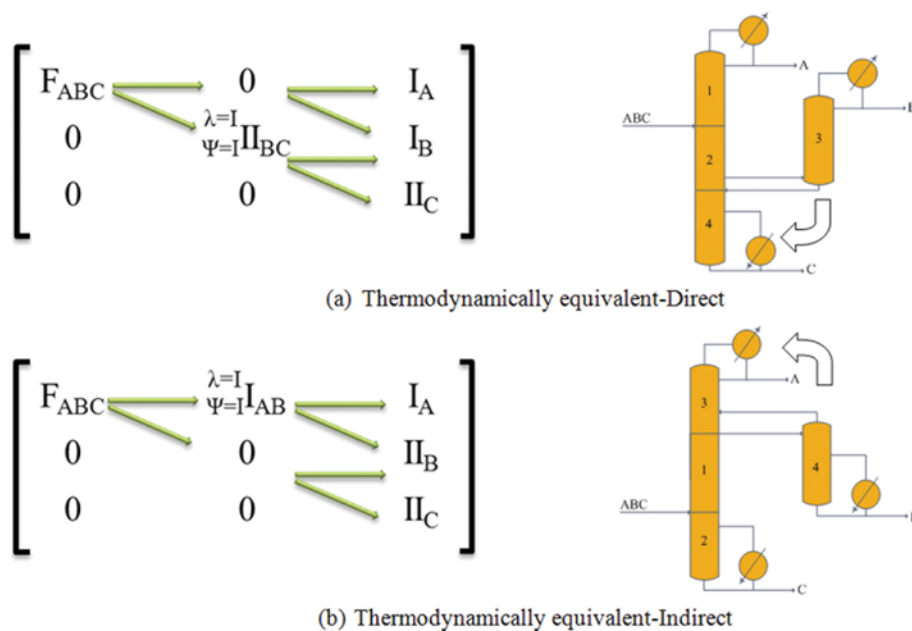 F_ABC 0 I_A
0 λ=I Ψ=I II_BC I_B
0 0 II_C
A
1
ABC
B
3
2
4
C
(a) Thermodynamically equivalent-Direct
F_ABC λ=I Ψ=I I_AB I_A
0 0 II_B
0 0 II_C
A
3
1
4
ABC
2
C
(b) Thermodynamically equivalent-Indirect